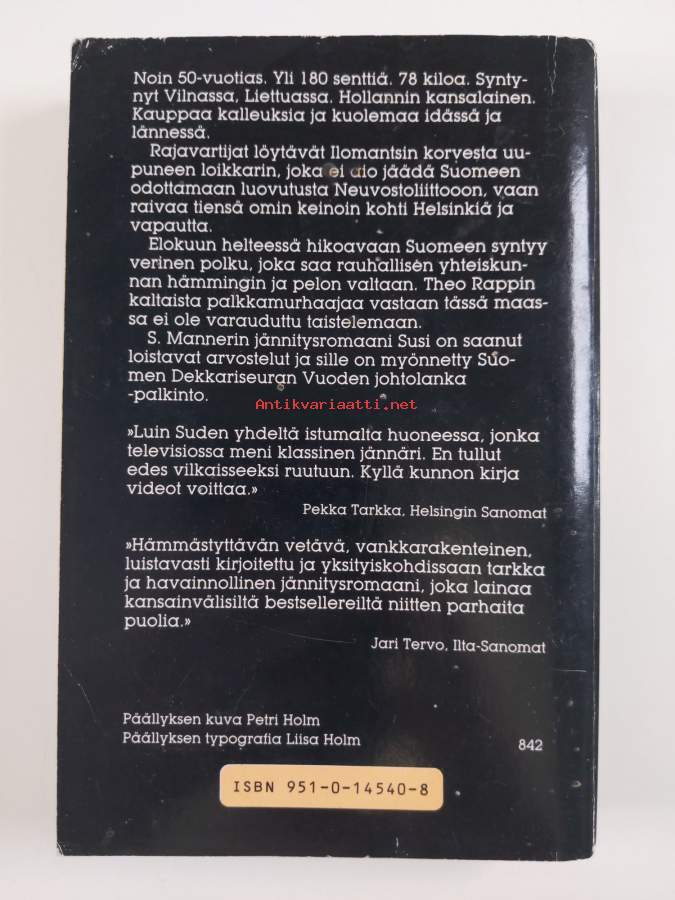 Noin 50-vuotias. Yli 180 senttiä. 78 kiloa. Synty-
nyt Vilnassa, Liettuassa. Hollannin kansalainen.
Kauppaa kalleuksia ja kuolemaa idässä ja
lännessä.
Rajavartijat löytävät Ilomantsin korvesta uu-
puneen loikkarin, joka ei aio jäädä Suomeen
odottamaan luovutusta Neuvostoliittooon, vaan
raivaa tiensä omin keinoin kohti Helsinkiä ja
vapautta.
Elokuun helteessä hikoavaan Suomeen syntyy
verinen polku, joka saa rauhallisen yhteiskun-
nan hämmingin ja pelon valtaan. Theo Rappin
kaltaista palkkamurhaajaa vastaan tässä maas-
sa ei ole varauduttu taistelemaan.
S. Mannerin jännitysromaani Susi on saanut
loistavat arvostelut ja sille on myönnetty Suo-
men Dekkariseuran Vuoden johtolanka
-palkinto.
Antikvariaatti.net
»Luin Suden yhdeltä istumalta huoneessa, jonka
televisiossa meni klassinen jännäri. En tullut
edes vilkaisseeksi ruutuun. Kyllä kunnon kirja
videot voittaa.»
Pekka Tarkka, Helsingin Sanomat
»Hämmästyttävän vetävä, vankkarakenteinen,
luistavasti kirjoitettu ja yksityiskohdissaan tarkka
ja havainnollinen jännitysromaani, joka lainaa
kansainvälisiltä bestsellereiltä niitten parhaita
puolia.»
Jari Tervo, Ilta-Sanomat
Päällyksen kuva Petri Holm
Päällyksen typografia Liisa Holm
842
ISBN 951-0-14540-8